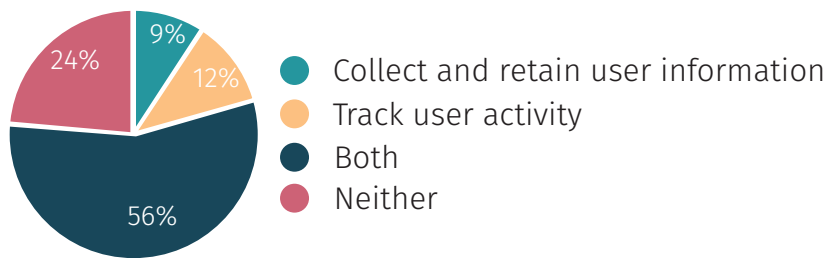 9%
24%
12%
56%
Collect and retain user information
Track user activity
Both
Neither